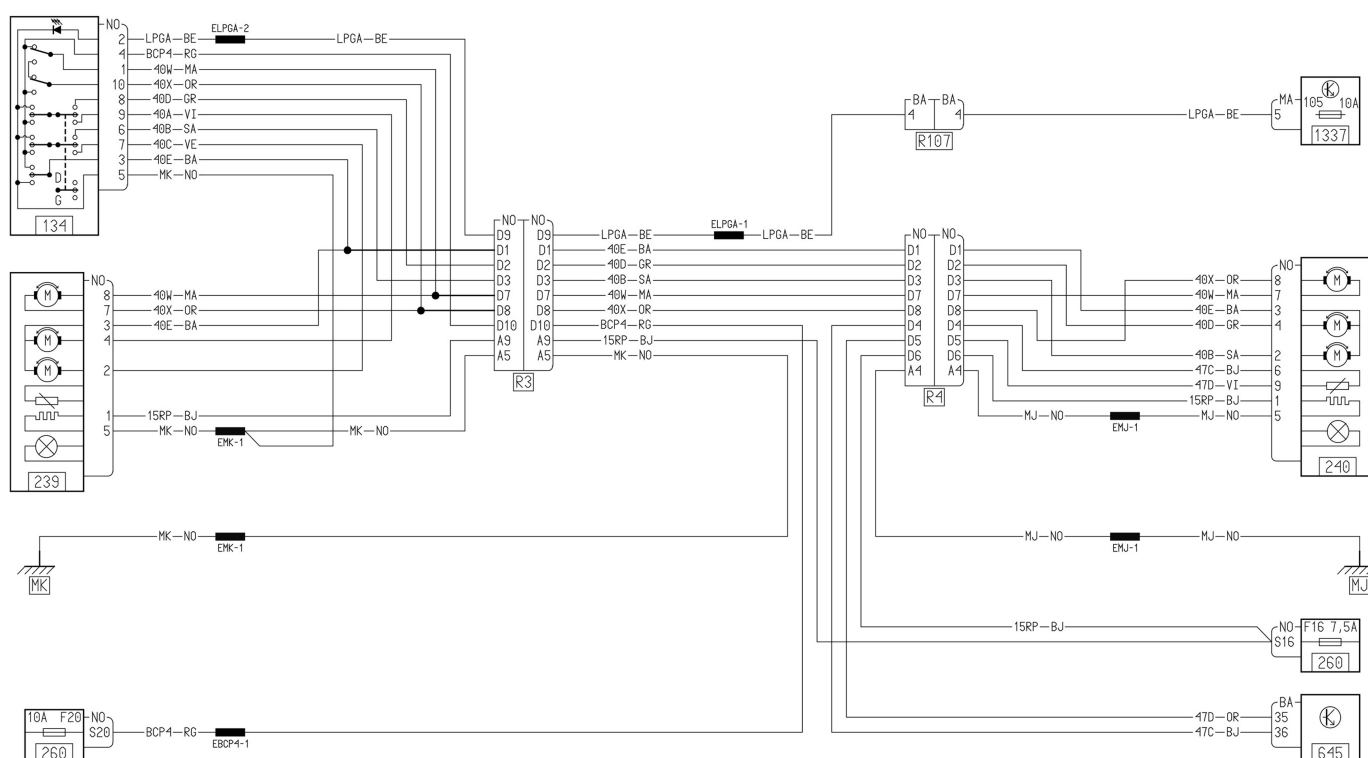 NO
2 LPGA-BE ELPGA-2 LPGA-BE
4 BCP4-RG
1 40W-MA
10 40X-OR
8 40D-GR
9 40A-VI
6 40B-SA
7 40C-VE
3 40E-BA
5 MK-NO
D
G
134
NO
8 40W-MA
7 40X-OR
3 40E-BA
4
2
1 15RP-BJ
5 MK-NO EMK-1 MK-NO
M
M
M
239
NO NO
D9 D9 LPGA-BE ELPGA-1 LPGA-BE
D1 D1 40E-BA
D2 D2 40D-GR
D3 D3 40B-SA
D7 D7 40W-MA
D8 D8 40X-OR
D10 D10 BCP4-RG
A9 A9 15RP-BJ
A5 A5 MK-NO
R3
BA BA
4 4
R107
LPGA-BE
MA
5
105 10A
1337
NO NO
D1 D1
D2 D2
D3 D3
D7 D7
D8 D8
D4 D4
D5 D5
D6 D6
A4 A4
R4
NO
40X-OR 8
40W-MA 7
40E-BA 3
40D-GR 4
40B-SA 2
47C-BJ 6
47D-VI 9
15RP-BJ 1
MJ-NO EMJ-1 MJ-NO 5
M
M
M
240
MK-NO EMK-1
MK
MJ-NO EMJ-1 MJ-NO
MJ
15RP-BJ
NO
S16
F16 7,5A
260
10A F20 NO
S20 BCP4-RG EBCP4-1
260
BA
47D-OR 35
47C-BJ 36
645